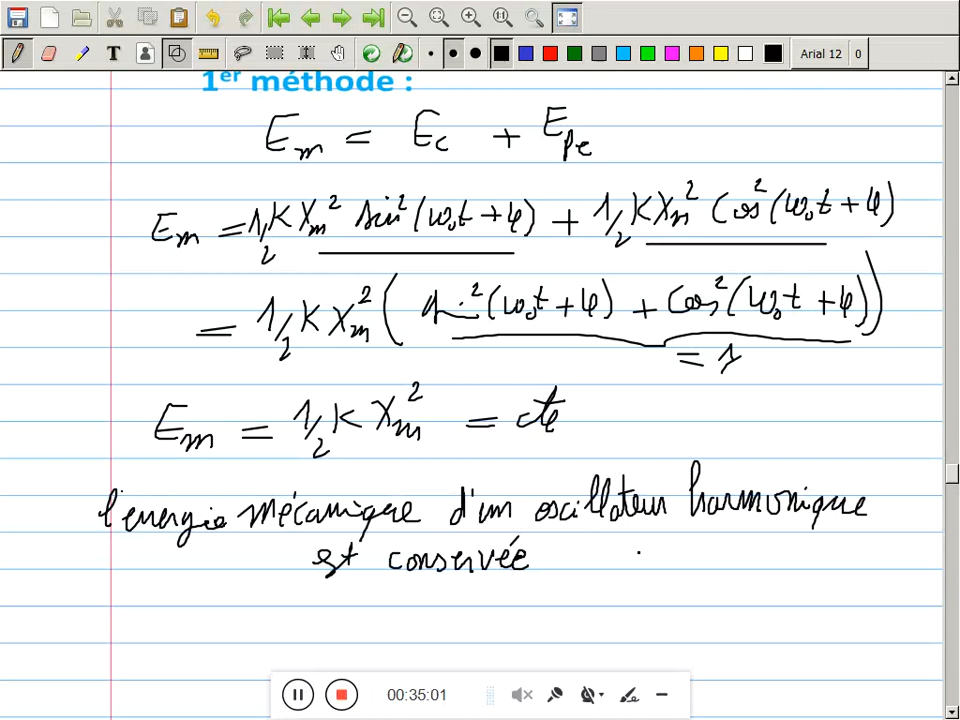 Arial 12 0
1er méthode :
Em = Ec + Epe
Em = 1/2 K Xm² sin²(ω₀t + φ) + 1/2 K Xm² cos²(ω₀t + φ)
= 1/2 K Xm² ( sin²(ω₀t + φ) + cos²(ω₀t + φ))
= 1
Em = 1/2 K Xm² = cte
l'energie mécanique d'un oscillateur harmonique
est conservée
00:35:01